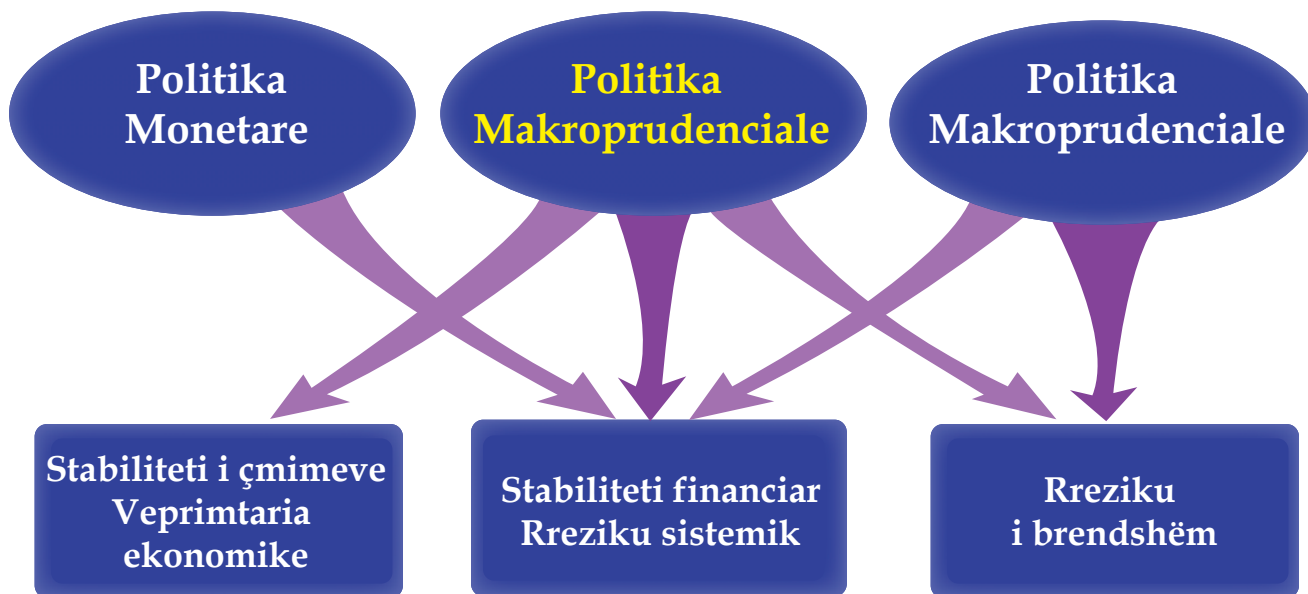 Politika
Monetare
Politika
Makroprudenciale
Politika
Makroprudenciale
Stabiliteti i çmimeve
Veprimtaria
ekonomike
Stabiliteti financiar
Rreziku sistemik
Rreziku
i brendshëm